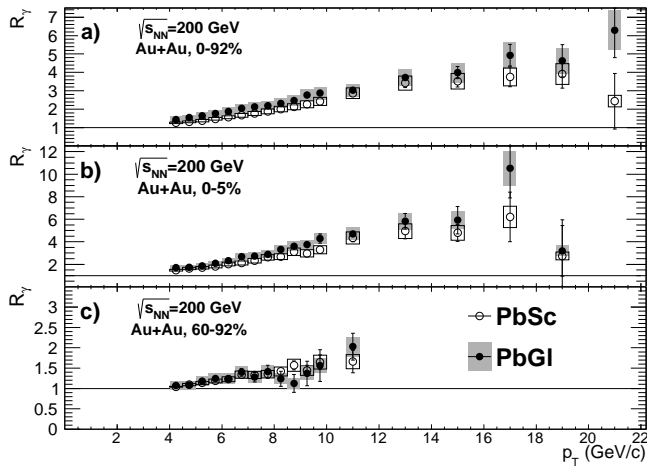 R_γ
7
6
5
4
3
2
1
a)
√s_NN=200 GeV
Au+Au, 0-92%
R_γ
12
10
8
6
4
2
b)
√s_NN=200 GeV
Au+Au, 0-5%
R_γ
3
2.5
2
1.5
1
0.5
0
c)
√s_NN=200 GeV
Au+Au, 60-92%
PbSc
PbGl
2 4 6 8 10 12 14 16 18 20 22
p_T (GeV/c)